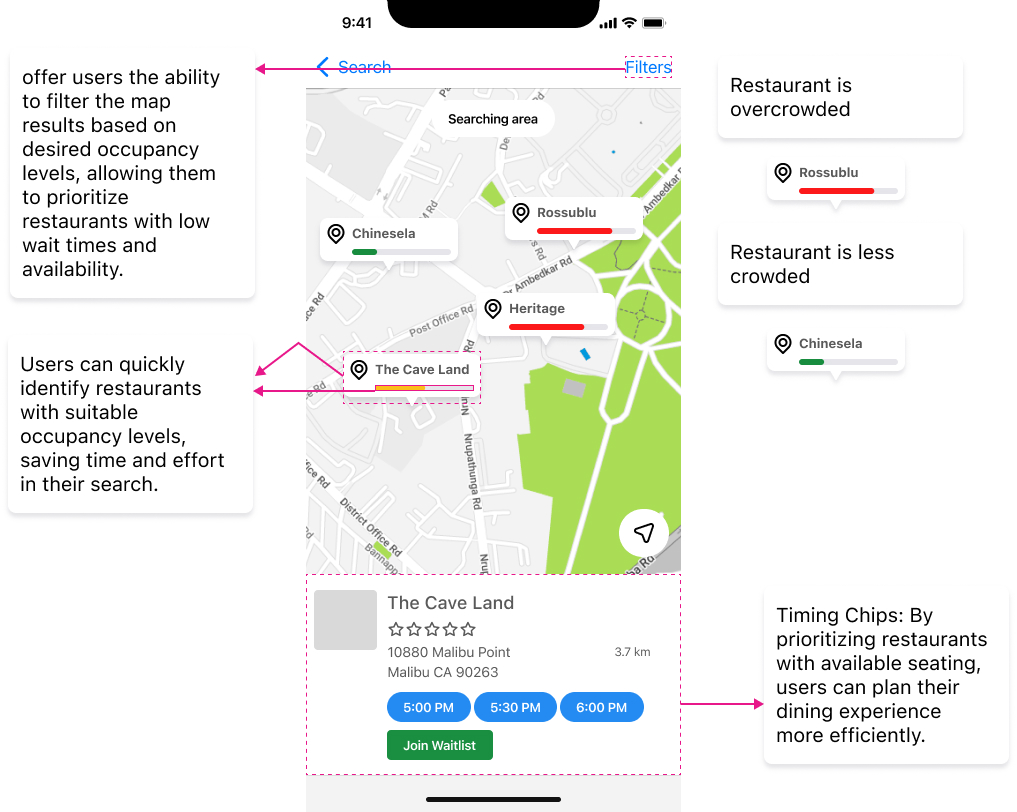 9:41
Search
Filters
offer users the ability
to filter the map
results based on
desired occupancy
levels, allowing them
to prioritize
restaurants with low
wait times and
availability.
Restaurant is
overcrowded
Rossublu
Restaurant is less
crowded
Chinesela
Searching area
M Rd
Ambedkar Rd
Rossublu
Chinesela
Dr Ambedkar Rd
Heritage
Post Office Rd
The Cave Land
Users can quickly
identify restaurants
with suitable
occupancy levels,
saving time and effort
in their search.
Nrupathunga Rd
District Office Rd
The Cave Land
10880 Malibu Point
3.7 km
Malibu CA 90263
5:00 PM
5:30 PM
6:00 PM
Join Waitlist
Timing Chips: By
prioritizing restaurants
with available seating,
users can plan their
dining experience
more efficiently.